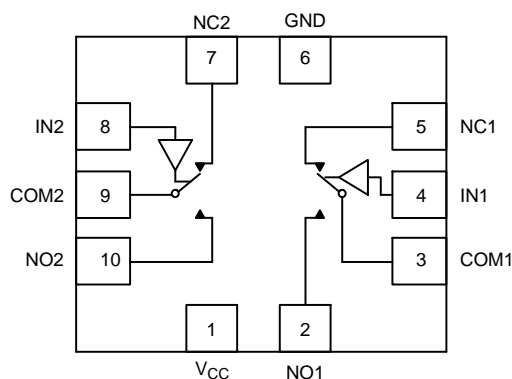 NC2 GND
7 6
IN2 8 5 NC1
COM2 9 4 IN1
NO2 10 3 COM1
1 2
VCC NO1